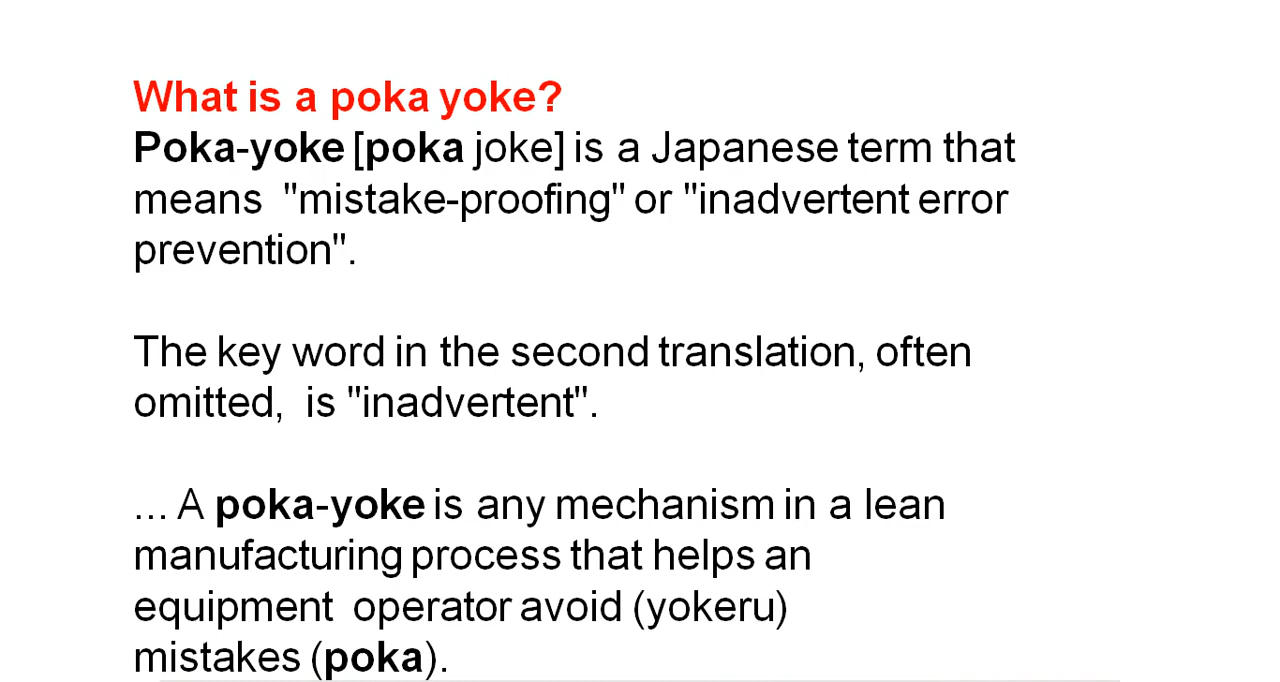 What is a poka yoke?
Poka-yoke [poka joke] is a Japanese term that
means "mistake-proofing" or "inadvertent error
prevention".
The key word in the second translation, often
omitted, is "inadvertent".
... A poka-yoke is any mechanism in a lean
manufacturing process that helps an
equipment operator avoid (yokeru)
mistakes (poka).